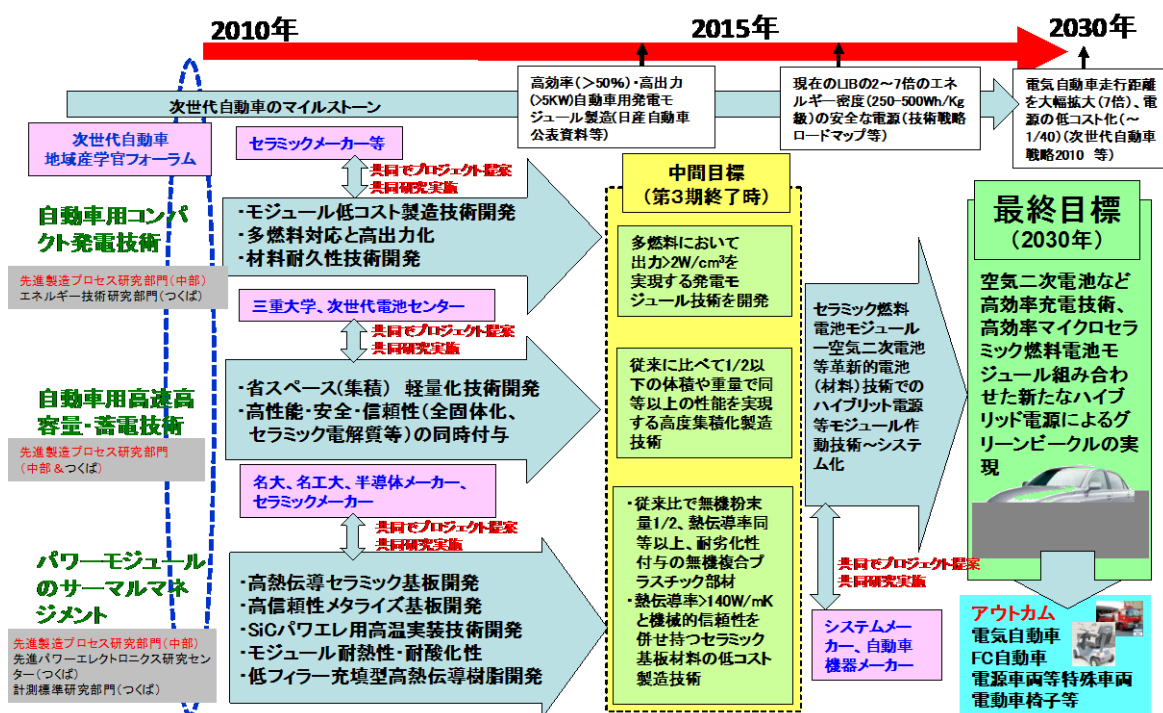 2010年
2015年
2030年
次世代自動車のマイルストーン
高効率(>50%)・高出力
(>5KW)自動車用発電モ
ジュール製造(日産自動車
公表資料等)
現在のLIBの2～7倍のエネ
ルギー密度(250-500Wh/Kg
級)の安全な電源(技術戦略
ロードマップ等)
電気自動車走行距離
を大幅拡大(7倍)、電
源の低コスト化(～
1/40)(次世代自動車
戦略2010 等)
次世代自動車
地域産学官フォーラム
セラミックメーカー等
共同でプロジェクト提案
共同研究実施
自動車用コンパ
クト発電技術
先進製造プロセス研究部門(中部)
エネルギー技術研究部門(つくば)
・モジュール低コスト製造技術開発
・多燃料対応と高出力化
・材料耐久性技術開発
三重大学、次世代電池センター
共同でプロジェクト提案
共同研究実施
自動車用高速高
容量・蓄電技術
先進製造プロセス研究部門
(中部＆つくば)
・省スペース(集積) 軽量化技術開発
・高性能・安全・信頼性(全固体化、
セラミック電解質等)の同時付与
名大、名工大、半導体メーカー、
セラミックメーカー
共同でプロジェクト提案
共同研究実施
パワーモジュール
のサーマルマネ
ジメント
先進製造プロセス研究部門(中部)
先進パワーエレクトロニクス研究セン
ター(つくば)
計測標準研究部門(つくば)
・高熱伝導セラミック基板開発
・高信頼性メタライズ基板開発
・SiCパワエレ用高温実装技術開発
・モジュール耐熱性・耐酸化性
・低フィラー充填型高熱伝導樹脂開発
中間目標
(第3期終了時)
多燃料において
出力>2W/cm³を
実現する発電モ
ジュール技術を開発
従来に比べて1/2以
下の体積や重量で同
等以上の性能を実現
する高度集積化製造
技術
・従来比で無機粉末
量1/2、熱伝導率同
等以上、耐劣化性
付与の無機複合プ
ラスチック部材
・熱伝導率>140W/mK
と機械的信頼性を
併せ持つセラミック
基板材料の低コスト
製造技術
セラミック燃料
電池モジュール
―空気二次電池
等革新的電池
(材料)技術での
ハイブリット電源
等モジュール作
動技術～システ
ム化
共同でプロジェクト提案
共同研究実施
システムメー
カー、自動車
機器メーカー
最終目標
(2030年)
空気二次電池など
高効率充電技術、
高効率マイクロセラ
ミック燃料電池モ
ジュール組み合わ
せた新たなハイブ
リッド電源によるグ
リーンビークルの実
現
アウトカム
電気自動車
FC自動車
電源車両等特殊車両
電動車椅子等